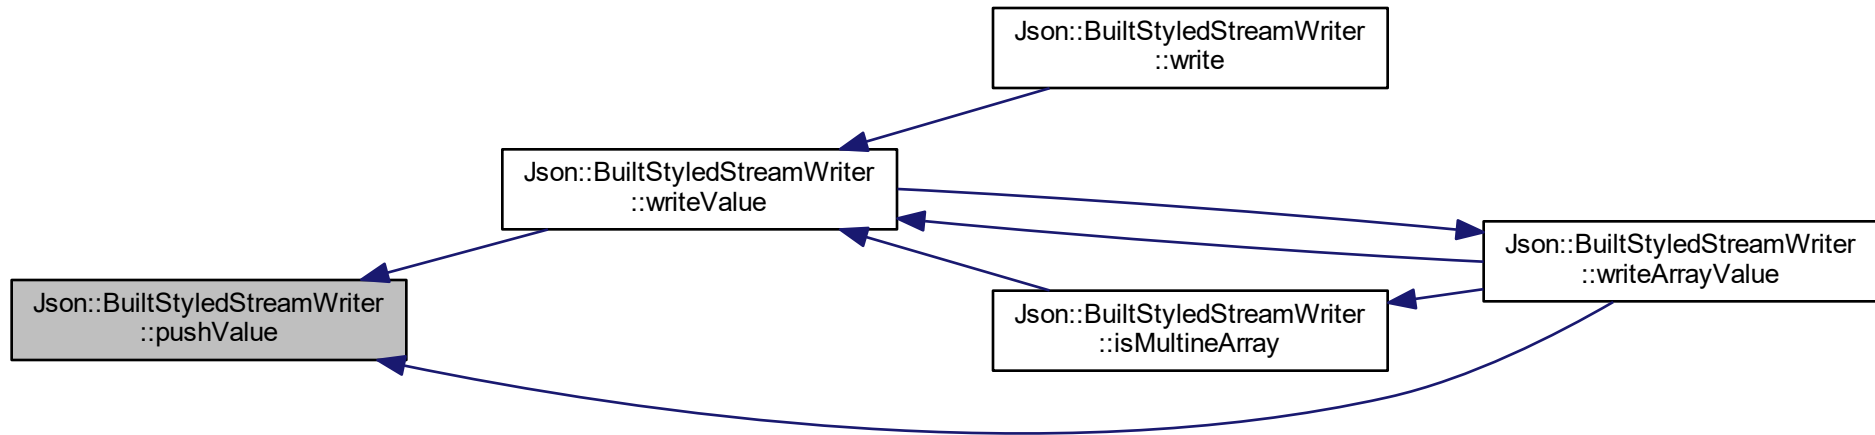 Json::BuiltStyledStreamWriter
::write
Json::BuiltStyledStreamWriter
::writeValue
Json::BuiltStyledStreamWriter
::writeArrayValue
Json::BuiltStyledStreamWriter
::pushValue
Json::BuiltStyledStreamWriter
::isMultineArray